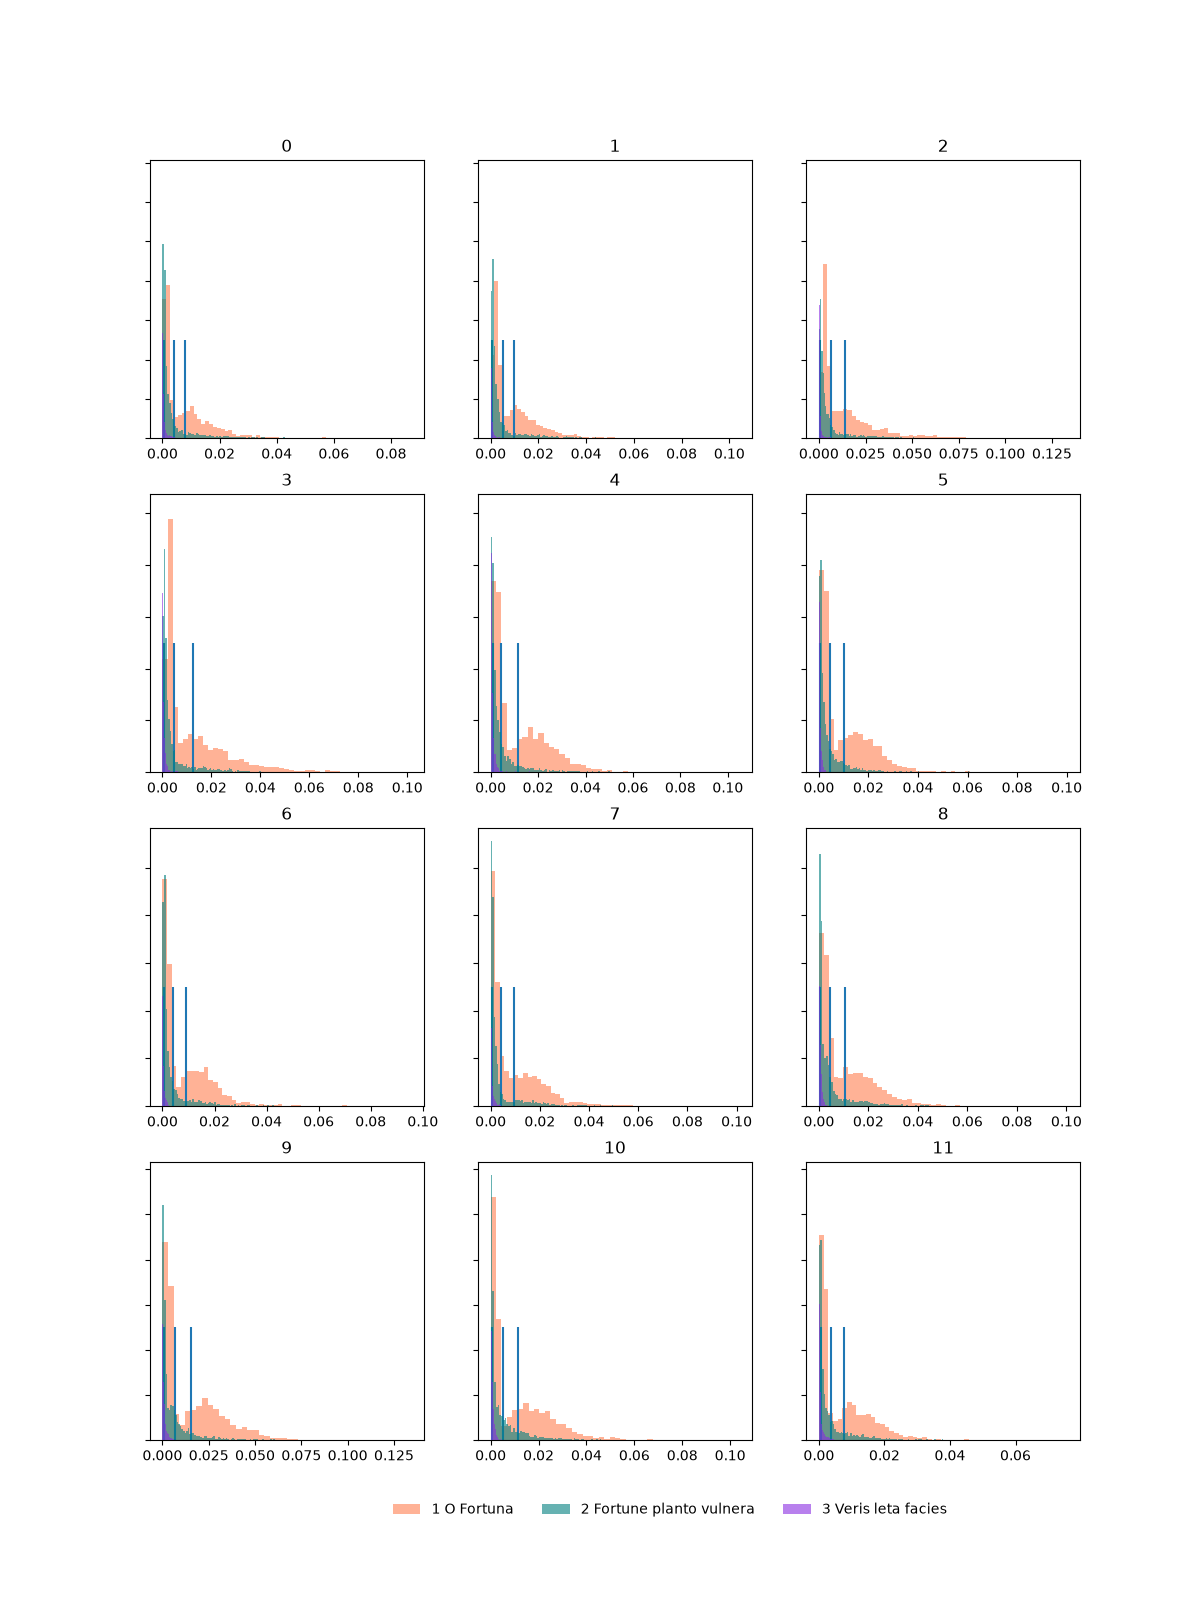 0 1 2
0.00 0.02 0.04 0.06 0.08 0.00 0.02 0.04 0.06 0.08 0.10 0.000 0.025 0.050 0.075 0.100 0.125
3 4 5
0.00 0.02 0.04 0.06 0.08 0.10 0.00 0.02 0.04 0.06 0.08 0.10 0.00 0.02 0.04 0.06 0.08 0.10
6 7 8
0.00 0.02 0.04 0.06 0.08 0.10 0.00 0.02 0.04 0.06 0.08 0.10 0.00 0.02 0.04 0.06 0.08 0.10
9 10 11
0.000 0.025 0.050 0.075 0.100 0.125 0.00 0.02 0.04 0.06 0.08 0.10 0.00 0.02 0.04 0.06
1 O Fortuna 2 Fortune planto vulnera 3 Veris leta facies